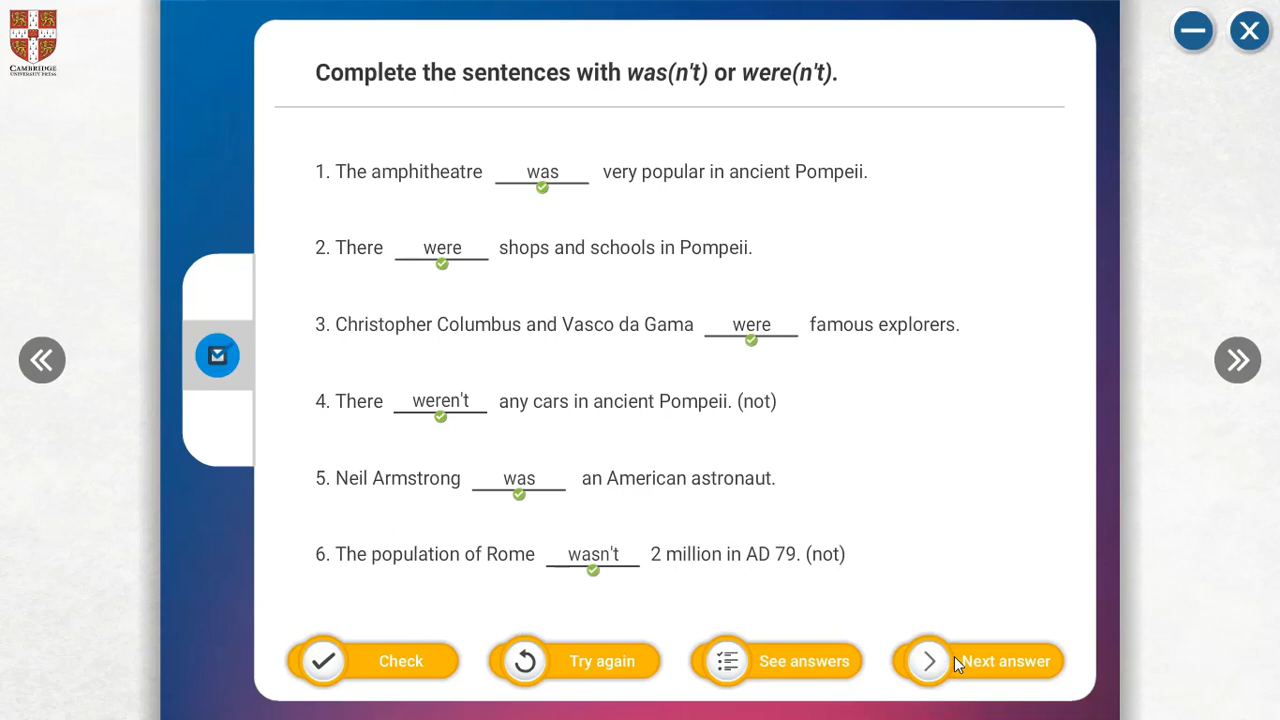 CAMBRIDGE
UNIVERSITY PRESS
Complete the sentences with was(n't) or were(n't).
1. The amphitheatre was very popular in ancient Pompeii.
2. There were shops and schools in Pompeii.
3. Christopher Columbus and Vasco da Gama were famous explorers.
4. There weren't any cars in ancient Pompeii. (not)
5. Neil Armstrong was an American astronaut.
6. The population of Rome wasn't 2 million in AD 79. (not)
Check Try again See answers Next answer